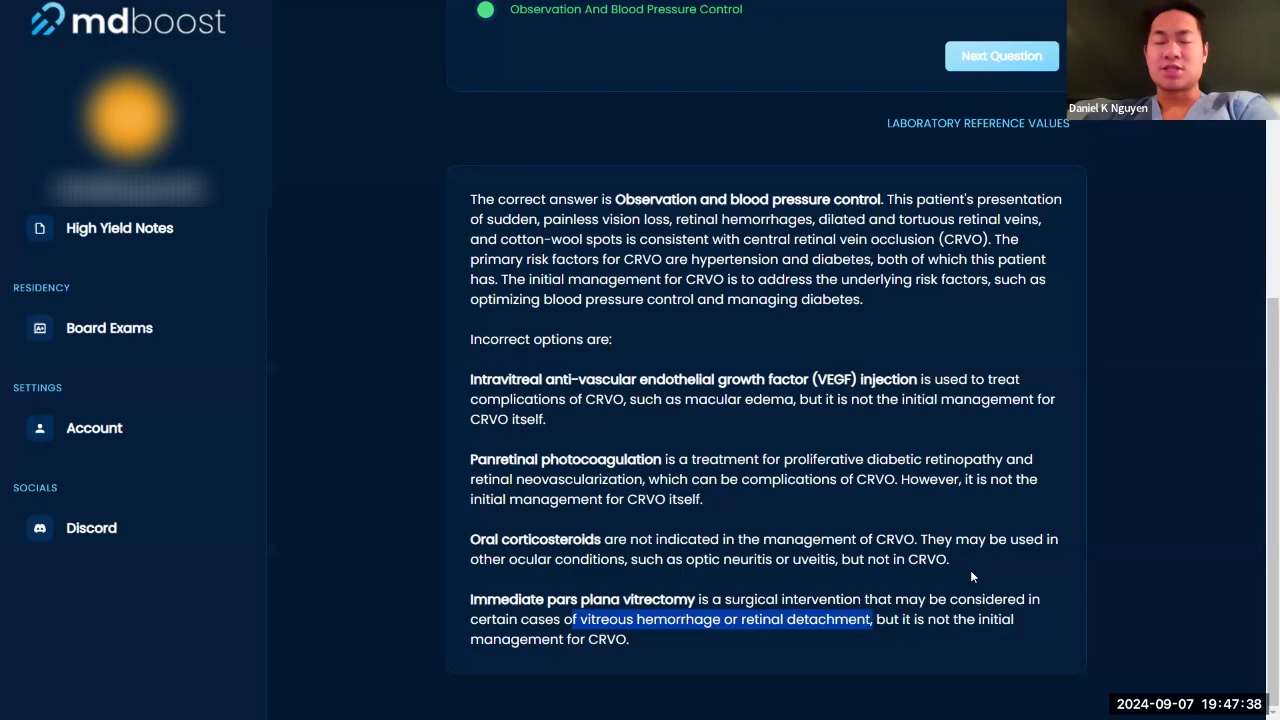 mdboost
Observation And Blood Pressure Control
Next Question
Daniel K Nguyen
LABORATORY REFERENCE VALUES
High Yield Notes
RESIDENCY
Board Exams
SETTINGS
Account
SOCIALS
Discord
The correct answer is Observation and blood pressure control. This patient's presentation
of sudden, painless vision loss, retinal hemorrhages, dilated and tortuous retinal veins,
and cotton-wool spots is consistent with central retinal vein occlusion (CRVO). The
primary risk factors for CRVO are hypertension and diabetes, both of which this patient
has. The initial management for CRVO is to address the underlying risk factors, such as
optimizing blood pressure control and managing diabetes.
Incorrect options are:
Intravitreal anti-vascular endothelial growth factor (VEGF) injection is used to treat
complications of CRVO, such as macular edema, but it is not the initial management for
CRVO itself.
Panretinal photocoagulation is a treatment for proliferative diabetic retinopathy and
retinal neovascularization, which can be complications of CRVO. However, it is not the
initial management for CRVO itself.
Oral corticosteroids are not indicated in the management of CRVO. They may be used in
other ocular conditions, such as optic neuritis or uveitis, but not in CRVO.
Immediate pars plana vitrectomy is a surgical intervention that may be considered in
certain cases of vitreous hemorrhage or retinal detachment, but it is not the initial
management for CRVO.
2024-09-07 19:47:38